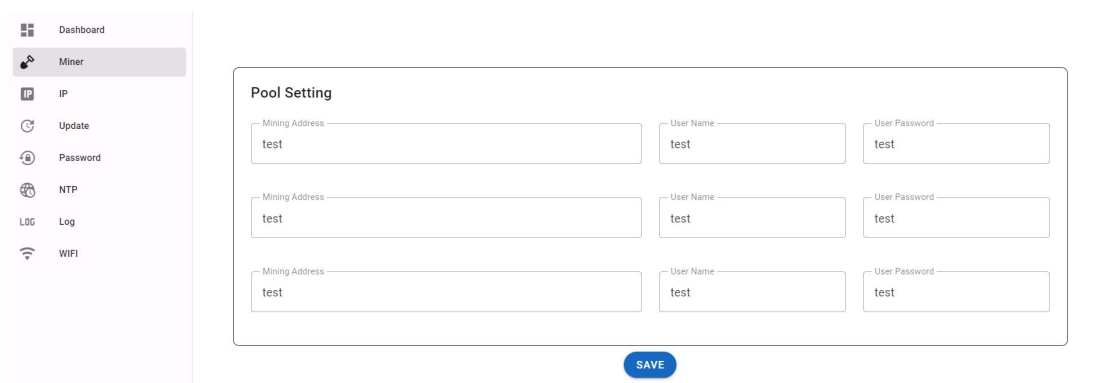 Dashboard
Miner
IP IP
Update
Password
NTP
LOG Log
WIFI
Pool Setting
Mining Address User Name User Password
test test test
Mining Address User Name User Password
test test test
Mining Address User Name User Password
test test test
SAVE